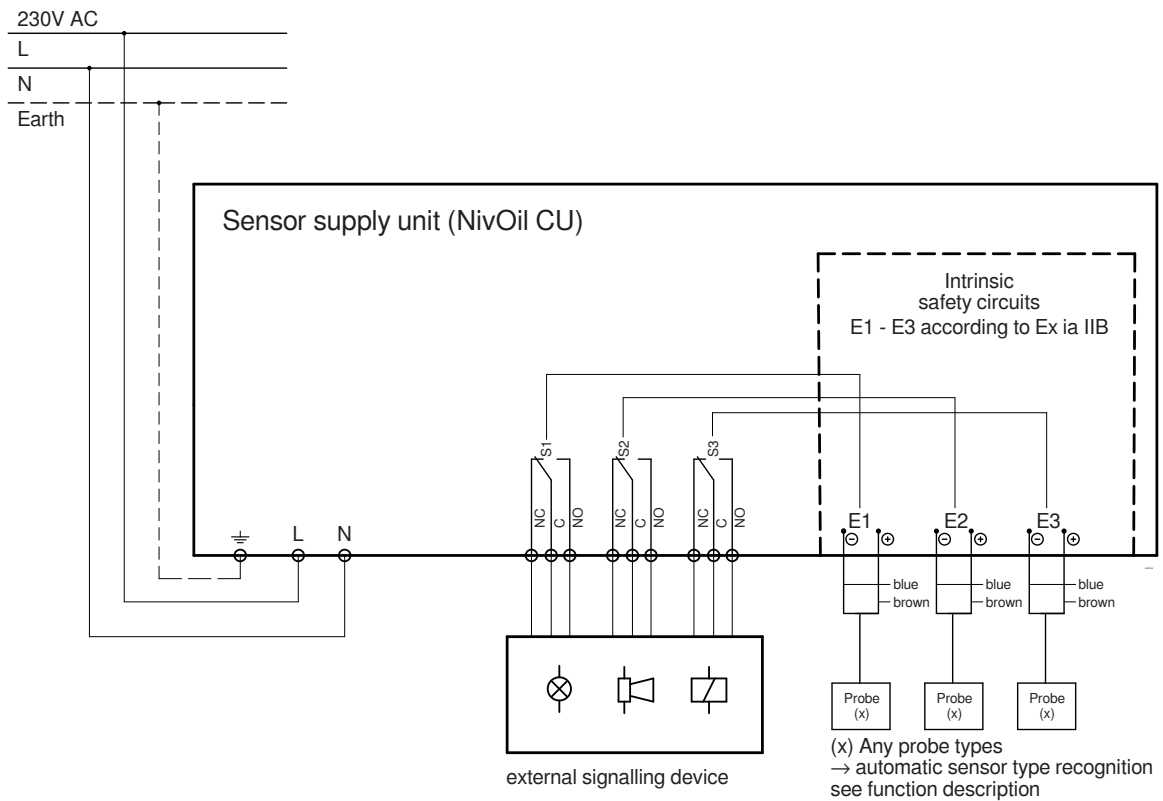 230V AC
L
N
Earth
Sensor supply unit (NivOil CU)
Intrinsic
safety circuits
E1 - E3 according to Ex ia IIB
S1
S2
S3
NC
C
NO
NC
C
NO
NC
C
NO
L
N
E1
E2
E3
blue
brown
blue
brown
blue
brown
Probe
(x)
Probe
(x)
Probe
(x)
external signalling device
(x) Any probe types
→ automatic sensor type recognition
see function description